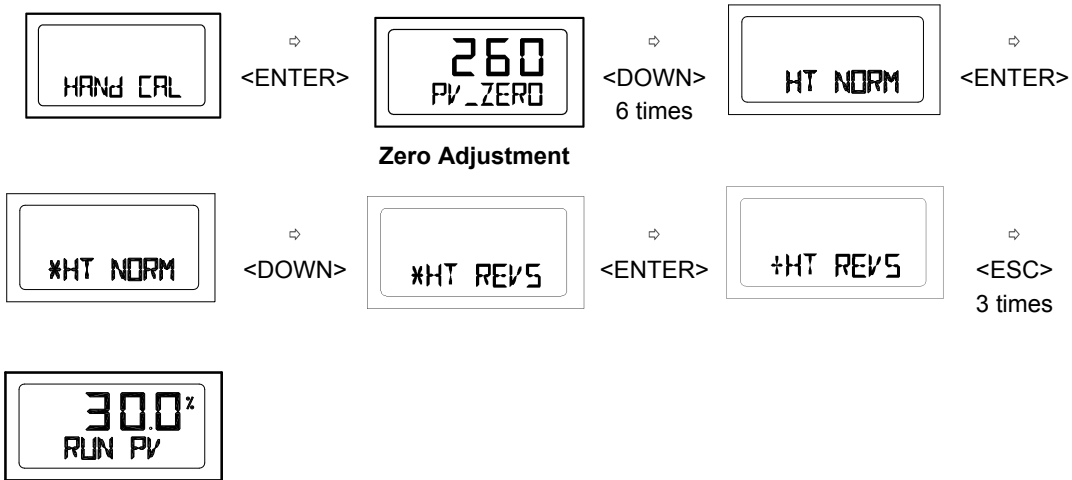 HANd CAL
⇨
<ENTER>
260
PV_ZERO
⇨
<DOWN>
6 times
HT NORM
⇨
<ENTER>
Zero Adjustment
*HT NORM
⇨
<DOWN>
*HT REVS
⇨
<ENTER>
+HT REVS
⇨
<ESC>
3 times
30.0%
RUN PV